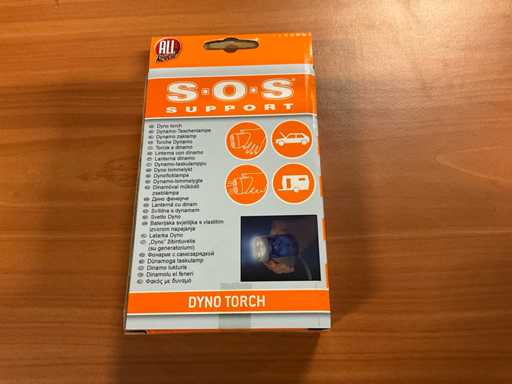 ALL
S·O·S®
SUPPORT
Dyno torch
Dynamo-Taschenlampe
Dynamo zaklamp
Torche Dynamo
Torcia a dinamo
Linterna con dinamo
Lanterna dinamo
Dynamo-taskulamppu
Dyno lommelykt
Dynoficklampa
Dynamo-lommelygte
Dinamóval működő
zseblámpa
Дино фенерче
Lanternă cu dinam
Svítilna s dynamem
Svetlo Dyno
Baterijska svjetiljka s vlastitim
izvorom napajanja
Latarka Dyno
„Dyno" žibintuvėlis
(su generatoriumi)
Фонарик с самозарядкой
Dünamoga taskulamp
Dinamo lukturis
Dinamolu el feneri
Φακός με δυναμό
DYNO TORCH